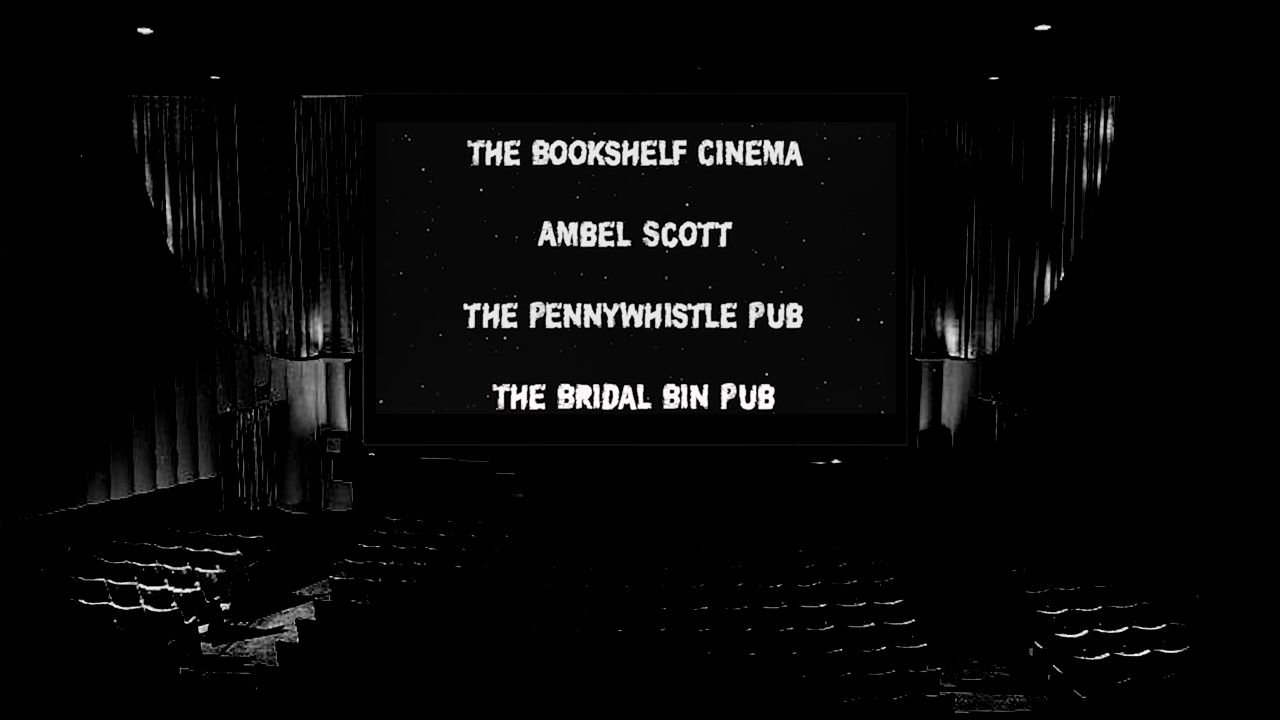 THE BOOKSHELF CINEMA
AMBEL SCOTT
THE PENNYWHISTLE PUB
THE BRIDAL BIN PUB